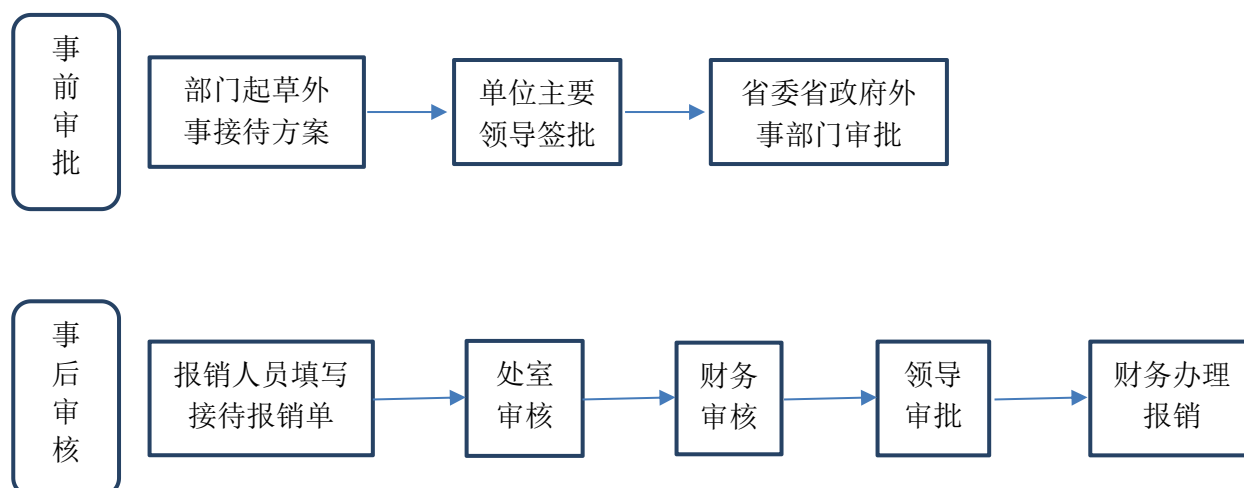 事
前
审
批
部门起草外
事接待方案
单位主要
领导签批
省委省政府外
事部门审批
事
后
审
核
报销人员填写
接待报销单
处室
审核
财务
审核
领导
审批
财务办理
报销